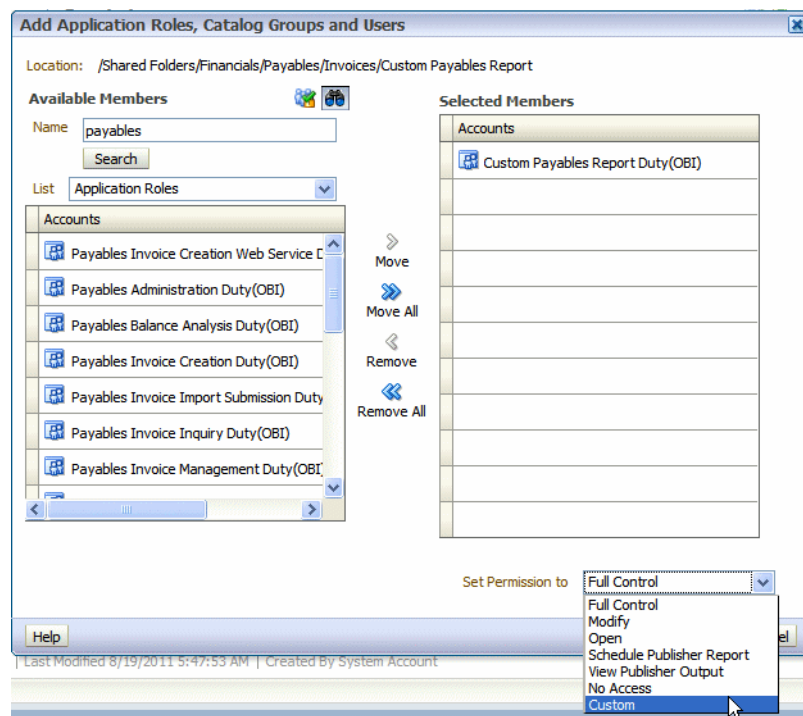 Add Application Roles, Catalog Groups and Users
Location: /Shared Folders/Financials/Payables/Invoices/Custom Payables Report
Available Members
Name payables
Search
List Application Roles
Accounts
Payables Invoice Creation Web Service D
Payables Administration Duty(OBI)
Payables Balance Analysis Duty(OBI)
Payables Invoice Creation Duty(OBI)
Payables Invoice Import Submission Duty
Payables Invoice Inquiry Duty(OBI)
Payables Invoice Management Duty(OBI)
Move
Move All
Remove
Remove All
Selected Members
Accounts
Custom Payables Report Duty(OBI)
Set Permission to Full Control
Full Control
Modify
Open
Schedule Publisher Report
View Publisher Output
No Access
Custom
Help
el
| Last Modified 8/19/2011 5:47:53 AM | Created By System Account